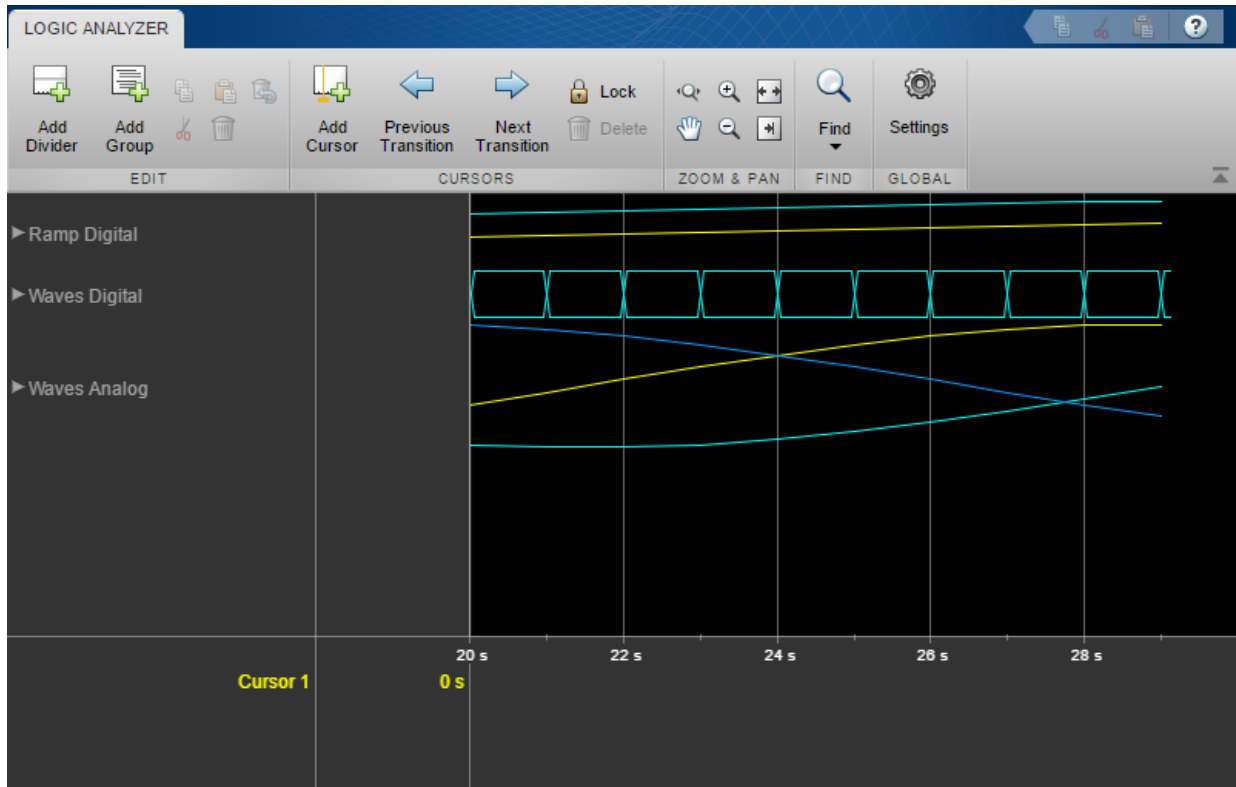 LOGIC ANALYZER
?
Add Divider
Add Group
Add Cursor
Previous Transition
Next Transition
Lock
Delete
Find
Settings
EDIT
CURSORS
ZOOM & PAN
FIND
GLOBAL
Ramp Digital
Waves Digital
Waves Analog
20 s
22 s
24 s
26 s
28 s
Cursor 1
0 s